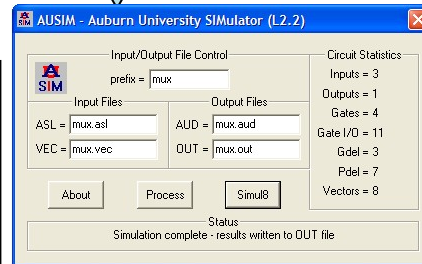 AUSIM - Auburn University SIMulator (L2.2)
Input/Output File Control
prefix = mux
AU SIM
Input Files
ASL = mux.asl
VEC = mux.vec
Output Files
AUD = mux.aud
OUT = mux.out
Circuit Statistics
Inputs = 3
Outputs = 1
Gates = 4
Gate I/O = 11
Gdel = 3
Pdel = 7
Vectors = 8
About
Process
Simul8
Status
Simulation complete - results written to OUT file